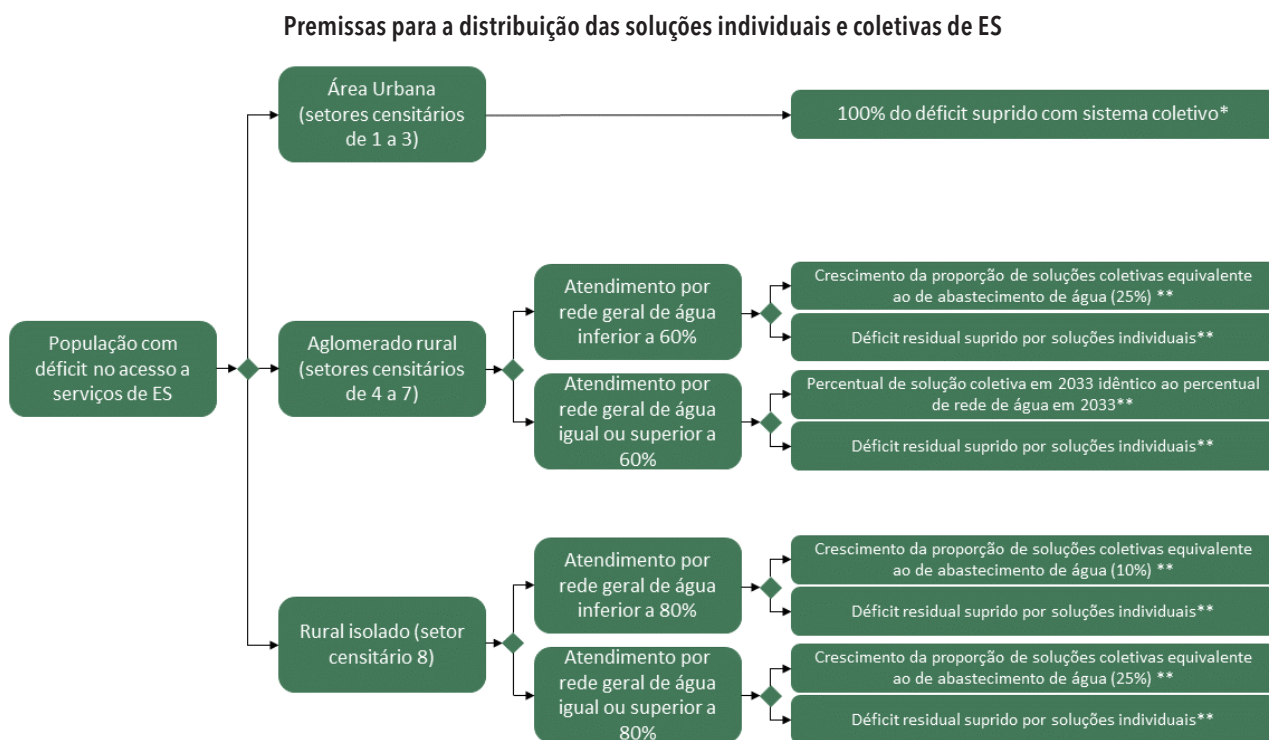 Premissas para a distribuição das soluções individuais e coletivas de ES
Área Urbana
(setores censitários
de 1 a 3)
100% do déficit suprido com sistema coletivo*
População com
déficit no acesso a
serviços de ES
Aglomerado rural
(setores censitários
de 4 a 7)
Atendimento por
rede geral de água
inferior a 60%
Crescimento da proporção de soluções coletivas equivalente
ao de abastecimento de água (25%) **
Déficit residual suprido por soluções individuais**
Atendimento por
rede geral de água
igual ou superior a
60%
Percentual de solução coletiva em 2033 idêntico ao percentual
de rede de água em 2033**
Déficit residual suprido por soluções individuais**
Rural isolado (setor
censitário 8)
Atendimento por
rede geral de água
inferior a 80%
Crescimento da proporção de soluções coletivas equivalente
ao de abastecimento de água (10%) **
Déficit residual suprido por soluções individuais**
Atendimento por
rede geral de água
igual ou superior a
80%
Crescimento da proporção de soluções coletivas equivalente
ao de abastecimento de água (25%) **
Déficit residual suprido por soluções individuais**